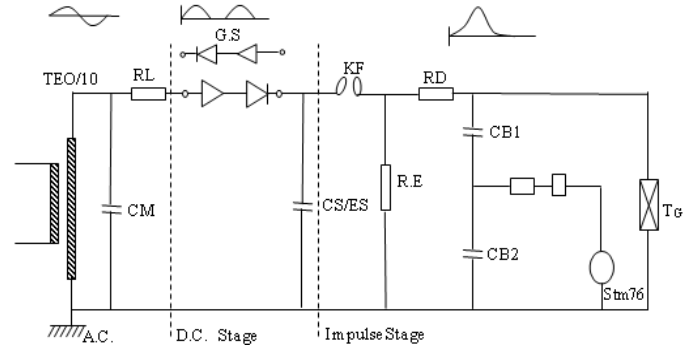 G.S
TEO/10
RL
KF
RD
CB1
CM
CS/ES
R.E
TG
CB2
Stm76
A.C.
D.C. Stage
Impulse Stage